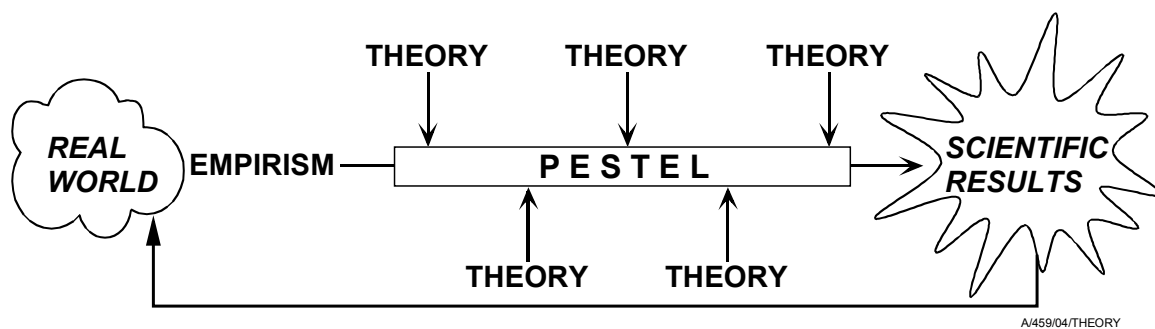 THEORY THEORY THEORY
REAL
WORLD
EMPIRISM
P E S T E L
SCIENTIFIC
RESULTS
THEORY THEORY
A/459/04/THEORY